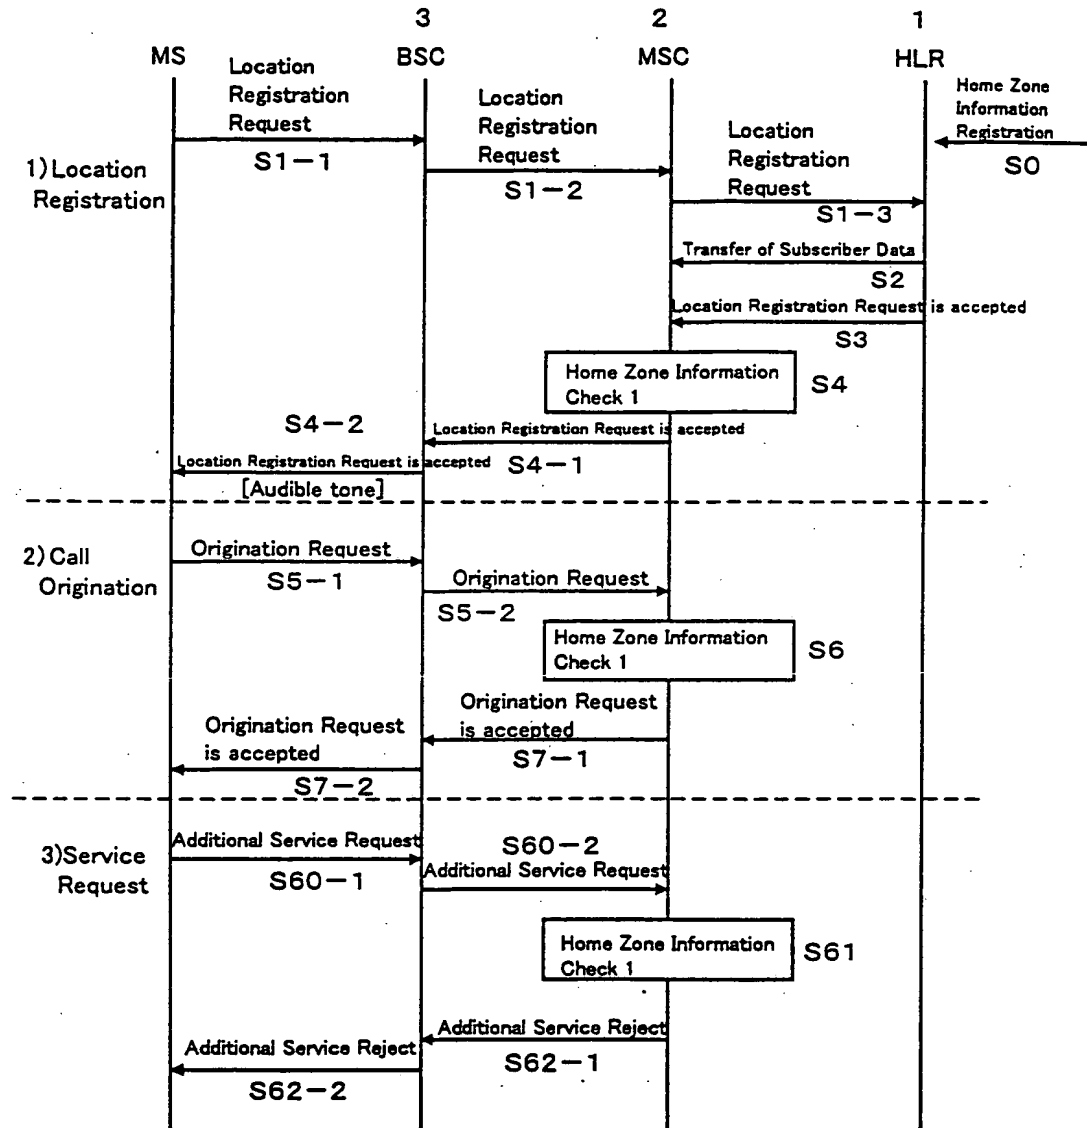 3
2
1
MS
BSC
MSC
HLR
Location
Registration
Request
S1-1
Location
Registration
Request
S1-2
Location
Registration
Request
S1-3
Home Zone
Information
Registration
S0
1)Location
Registration
Transfer of Subscriber Data
S2
Location Registration Request is accepted
S3
Home Zone Information
Check 1
S4
S4-2
Location Registration Request is accepted
S4-1
Location Registration Request is accepted
[Audible tone]
2)Call
Origination
Origination Request
S5-1
Origination Request
S5-2
Home Zone Information
Check 1
S6
Origination Request
is accepted
S7-1
Origination Request
is accepted
S7-2
3)Service
Request
Additional Service Request
S60-1
S60-2
Additional Service Request
Home Zone Information
Check 1
S61
Additional Service Reject
S62-1
Additional Service Reject
S62-2